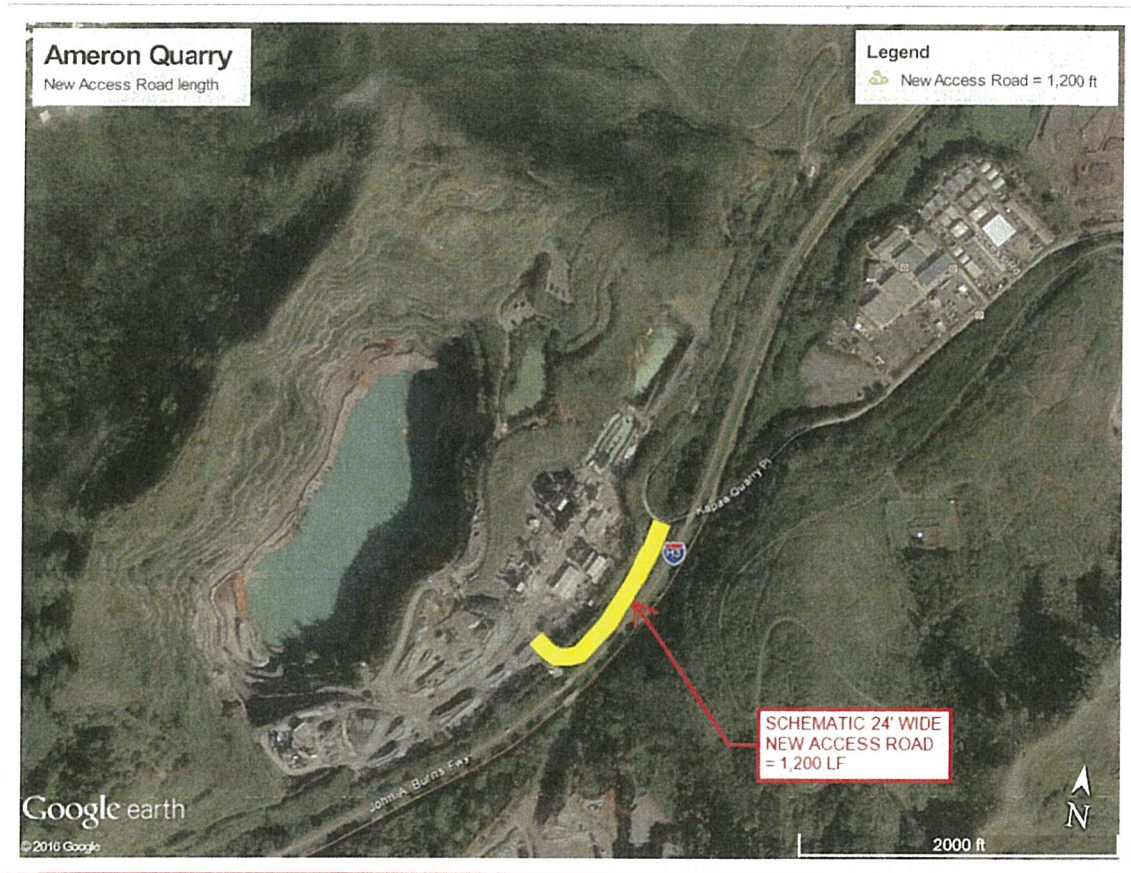 Ameron Quarry
New Access Road length
Legend
New Access Road = 1,200 ft
Kapaa Quarry Pl
H3
SCHEMATIC 24' WIDE
NEW ACCESS ROAD
= 1,200 LF
John A. Burns Fwy
Google earth
© 2016 Google
N
2000 ft